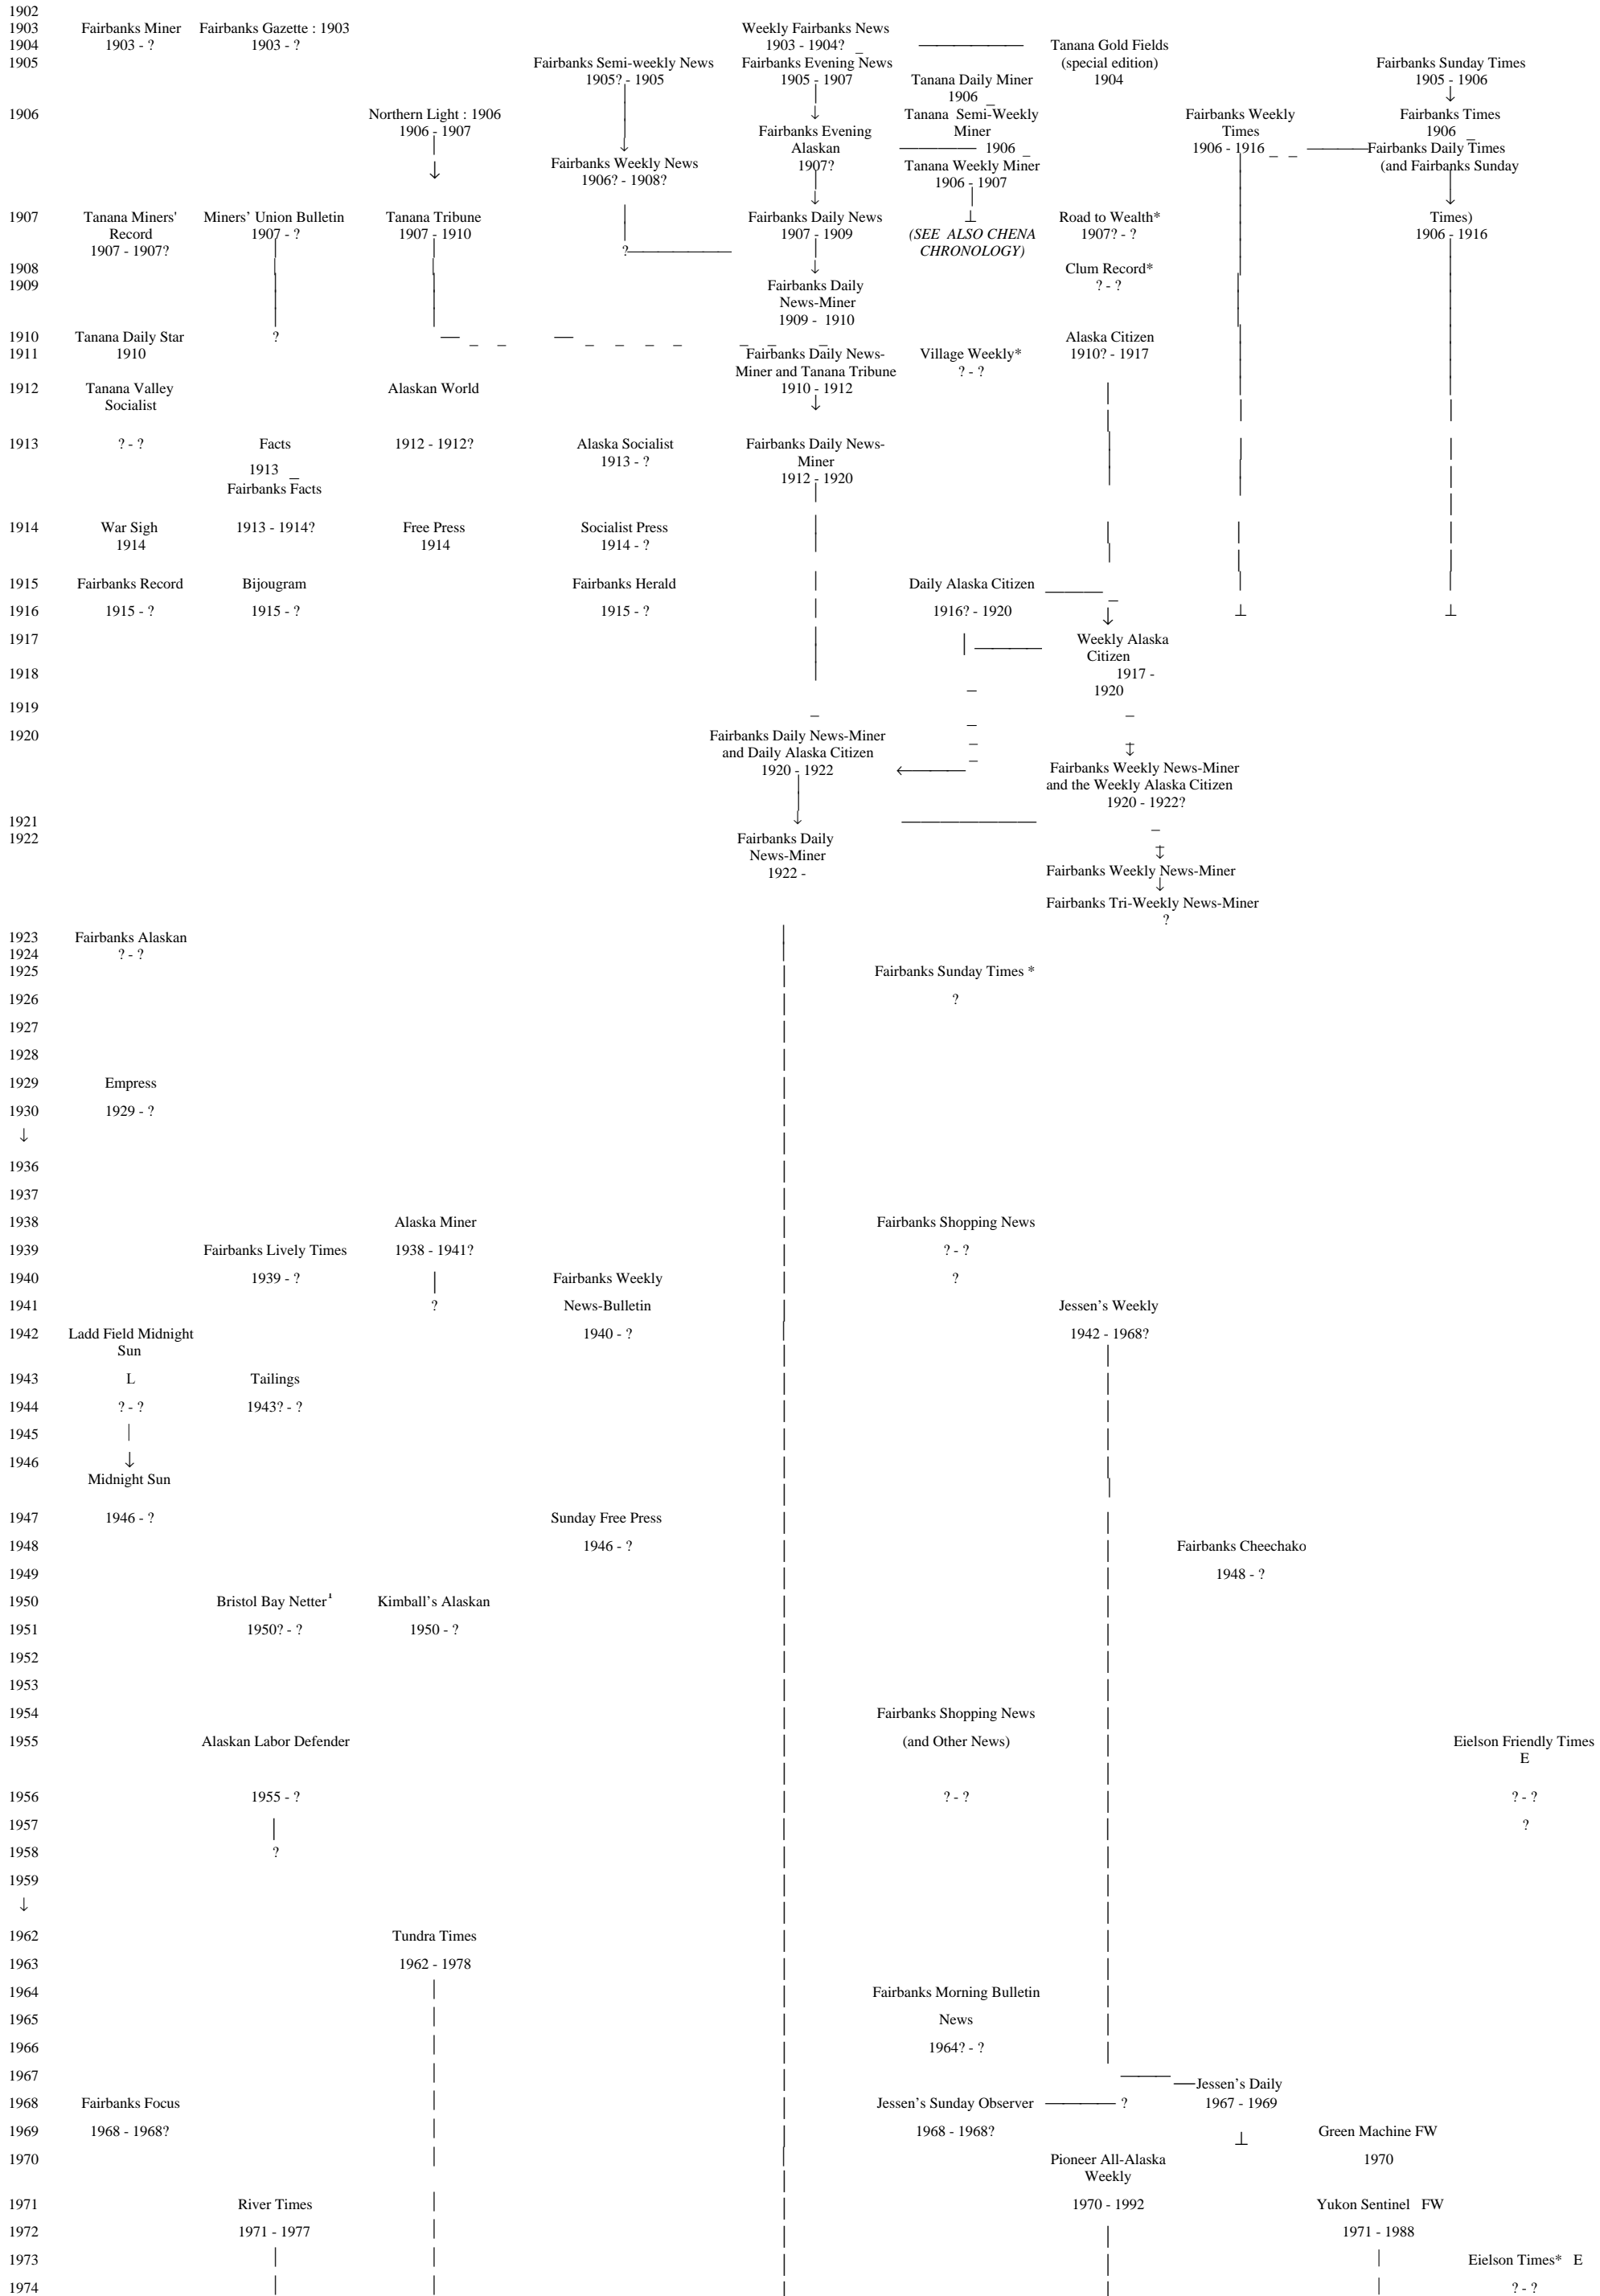 1902
1903 Fairbanks Miner Fairbanks Gazette : 1903 Weekly Fairbanks News
1904 1903 - ? 1903 - ? 1903 - 1904? Tanana Gold Fields
1905 Fairbanks Semi-weekly News Fairbanks Evening News (special edition) Fairbanks Sunday Times
1905? - 1905 1905 - 1907 Tanana Daily Miner 1904 1905 - 1906
1906
1906 Northern Light : 1906 Tanana Semi-Weekly Fairbanks Weekly Fairbanks Times
1906 - 1907 Fairbanks Evening Miner Times 1906
Alaskan 1906 1906 - 1916 Fairbanks Daily Times
Fairbanks Weekly News 1907? Tanana Weekly Miner (and Fairbanks Sunday
1906? - 1908? 1906 - 1907
1907 Tanana Miners' Miners’ Union Bulletin Tanana Tribune Fairbanks Daily News Road to Wealth* Times)
Record 1907 - ? 1907 - 1910 1907 - 1909 (SEE ALSO CHENA 1907? - ? 1906 - 1916
1907 - 1907? ? CHRONOLOGY)
1908 Clum Record*
1909 Fairbanks Daily ? - ?
News-Miner
1909 - 1910
1910 Tanana Daily Star ? Alaska Citizen
1911 1910 Fairbanks Daily News- Village Weekly* 1910? - 1917
Miner and Tanana Tribune ? - ?
1912 Tanana Valley Alaskan World 1910 - 1912
Socialist
1913 ? - ? Facts 1912 - 1912? Alaska Socialist Fairbanks Daily News-
1913 1913 - ? Miner
Fairbanks Facts 1912 - 1920
1914 War Sigh 1913 - 1914? Free Press Socialist Press
1914 1914 1914 - ?
1915 Fairbanks Record Bijougram Fairbanks Herald Daily Alaska Citizen
1916 1915 - ? 1915 - ? 1915 - ? 1916? - 1920
1917 Weekly Alaska
Citizen
1918 1917 -
1920
1919
1920 Fairbanks Daily News-Miner
and Daily Alaska Citizen
1920 - 1922 Fairbanks Weekly News-Miner
and the Weekly Alaska Citizen
1920 - 1922?
1921
1922 Fairbanks Daily
News-Miner
1922 - Fairbanks Weekly News-Miner
Fairbanks Tri-Weekly News-Miner
?
1923 Fairbanks Alaskan
1924 ? - ?
1925 Fairbanks Sunday Times *
1926 ?
1927
1928
1929 Empress
1930 1929 - ?
↓
1936
1937
1938 Alaska Miner Fairbanks Shopping News
1939 Fairbanks Lively Times 1938 - 1941? ? - ?
1940 1939 - ? Fairbanks Weekly ?
1941 ? News-Bulletin Jessen’s Weekly
1942 Ladd Field Midnight 1940 - ? 1942 - 1968?
Sun
1943 L Tailings
1944 ? - ? 1943? - ?
1945
1946
Midnight Sun
1947 1946 - ? Sunday Free Press
1948 1946 - ? Fairbanks Cheechako
1949 1948 - ?
1950 Bristol Bay Netter¹ Kimball’s Alaskan
1951 1950? - ? 1950 - ?
1952
1953
1954 Fairbanks Shopping News
1955 Alaskan Labor Defender (and Other News) Eielson Friendly Times
E
1956 1955 - ? ? - ? ? - ?
1957 ?
1958 ?
1959
↓
1962 Tundra Times
1963 1962 - 1978
1964 Fairbanks Morning Bulletin
1965 News
1966 1964? - ?
1967 Jessen’s Daily
1968 Fairbanks Focus Jessen’s Sunday Observer ? 1967 - 1969
1969 1968 - 1968? 1968 - 1968? Green Machine FW
1970 Pioneer All-Alaska 1970
Weekly
1971 River Times 1970 - 1992 Yukon Sentinel FW
1972 1971 - 1977 1971 - 1988
1973 Eielson Times* E
1974 ? - ?